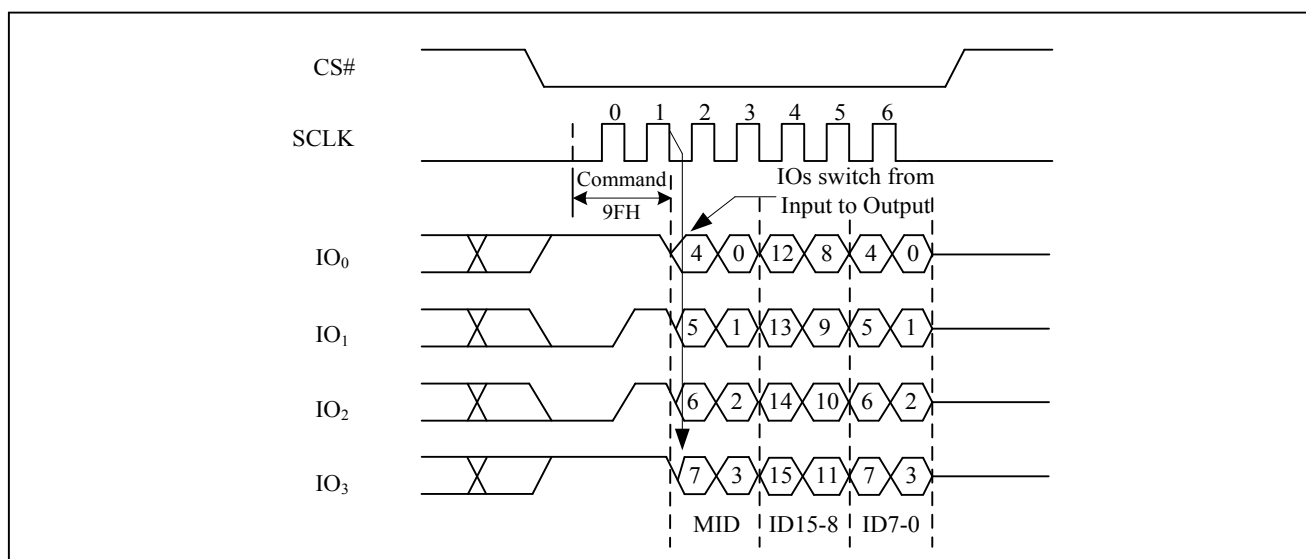 CS#
0 1 2 3 4 5 6
SCLK
Command
9FH
IOs switch from
Input to Output
IO₀ 4 0 12 8 4 0
IO₁ 5 1 13 9 5 1
IO₂ 6 2 14 10 6 2
IO₃ 7 3 15 11 7 3
MID ID15-8 ID7-0